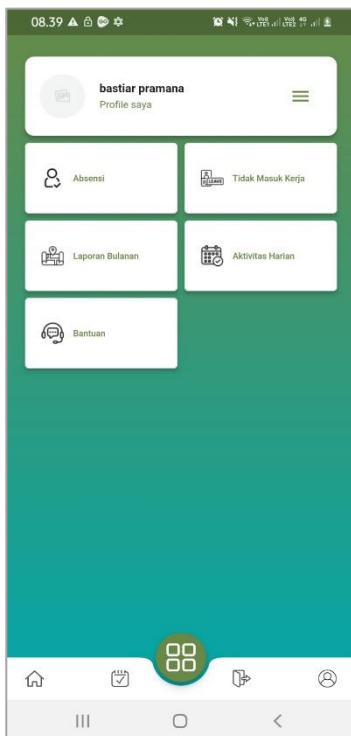 08.39
bastiar pramana
Profile saya
Absensi
Tidak Masuk Kerja
Laporan Bulanan
Aktivitas Harian
Bantuan